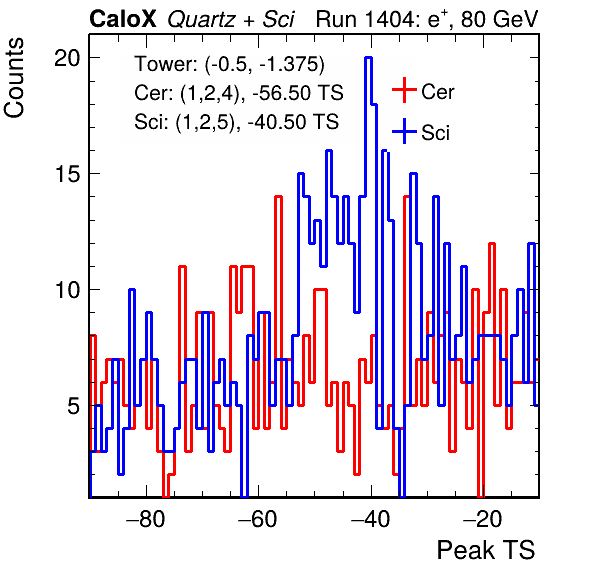 CaloX Quartz + Sci Run 1404: e⁺, 80 GeV
Counts
20
15
10
5
Tower: (-0.5, -1.375)
Cer: (1,2,4), -56.50 TS
Sci: (1,2,5), -40.50 TS
Cer
Sci
−80 −60 −40 −20
Peak TS